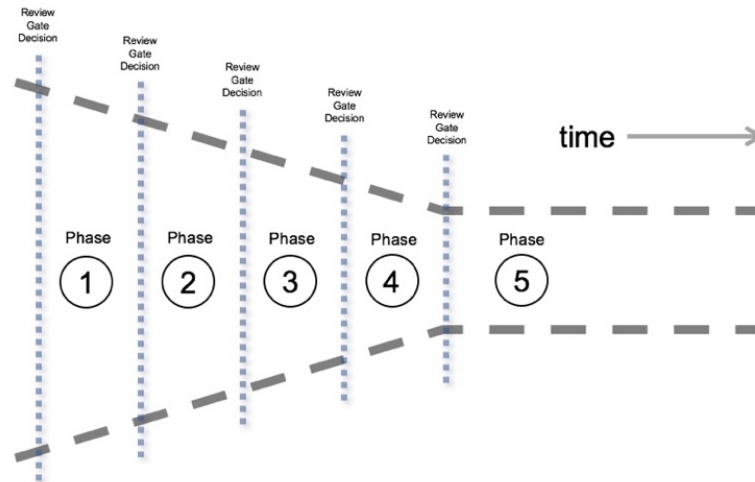 Review
Gate
Decision
Review
Gate
Decision
Review
Gate
Decision
Review
Gate
Decision
Review
Gate
Decision
time
Phase
1
Phase
2
Phase
3
Phase
4
Phase
5